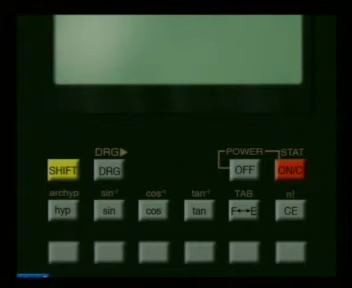 DRG▶ POWER STAT
SHIFT DRG OFF ON/C
archyp sin⁻¹ cos⁻¹ tan⁻¹ TAB n!
hyp sin cos tan F↔E CE